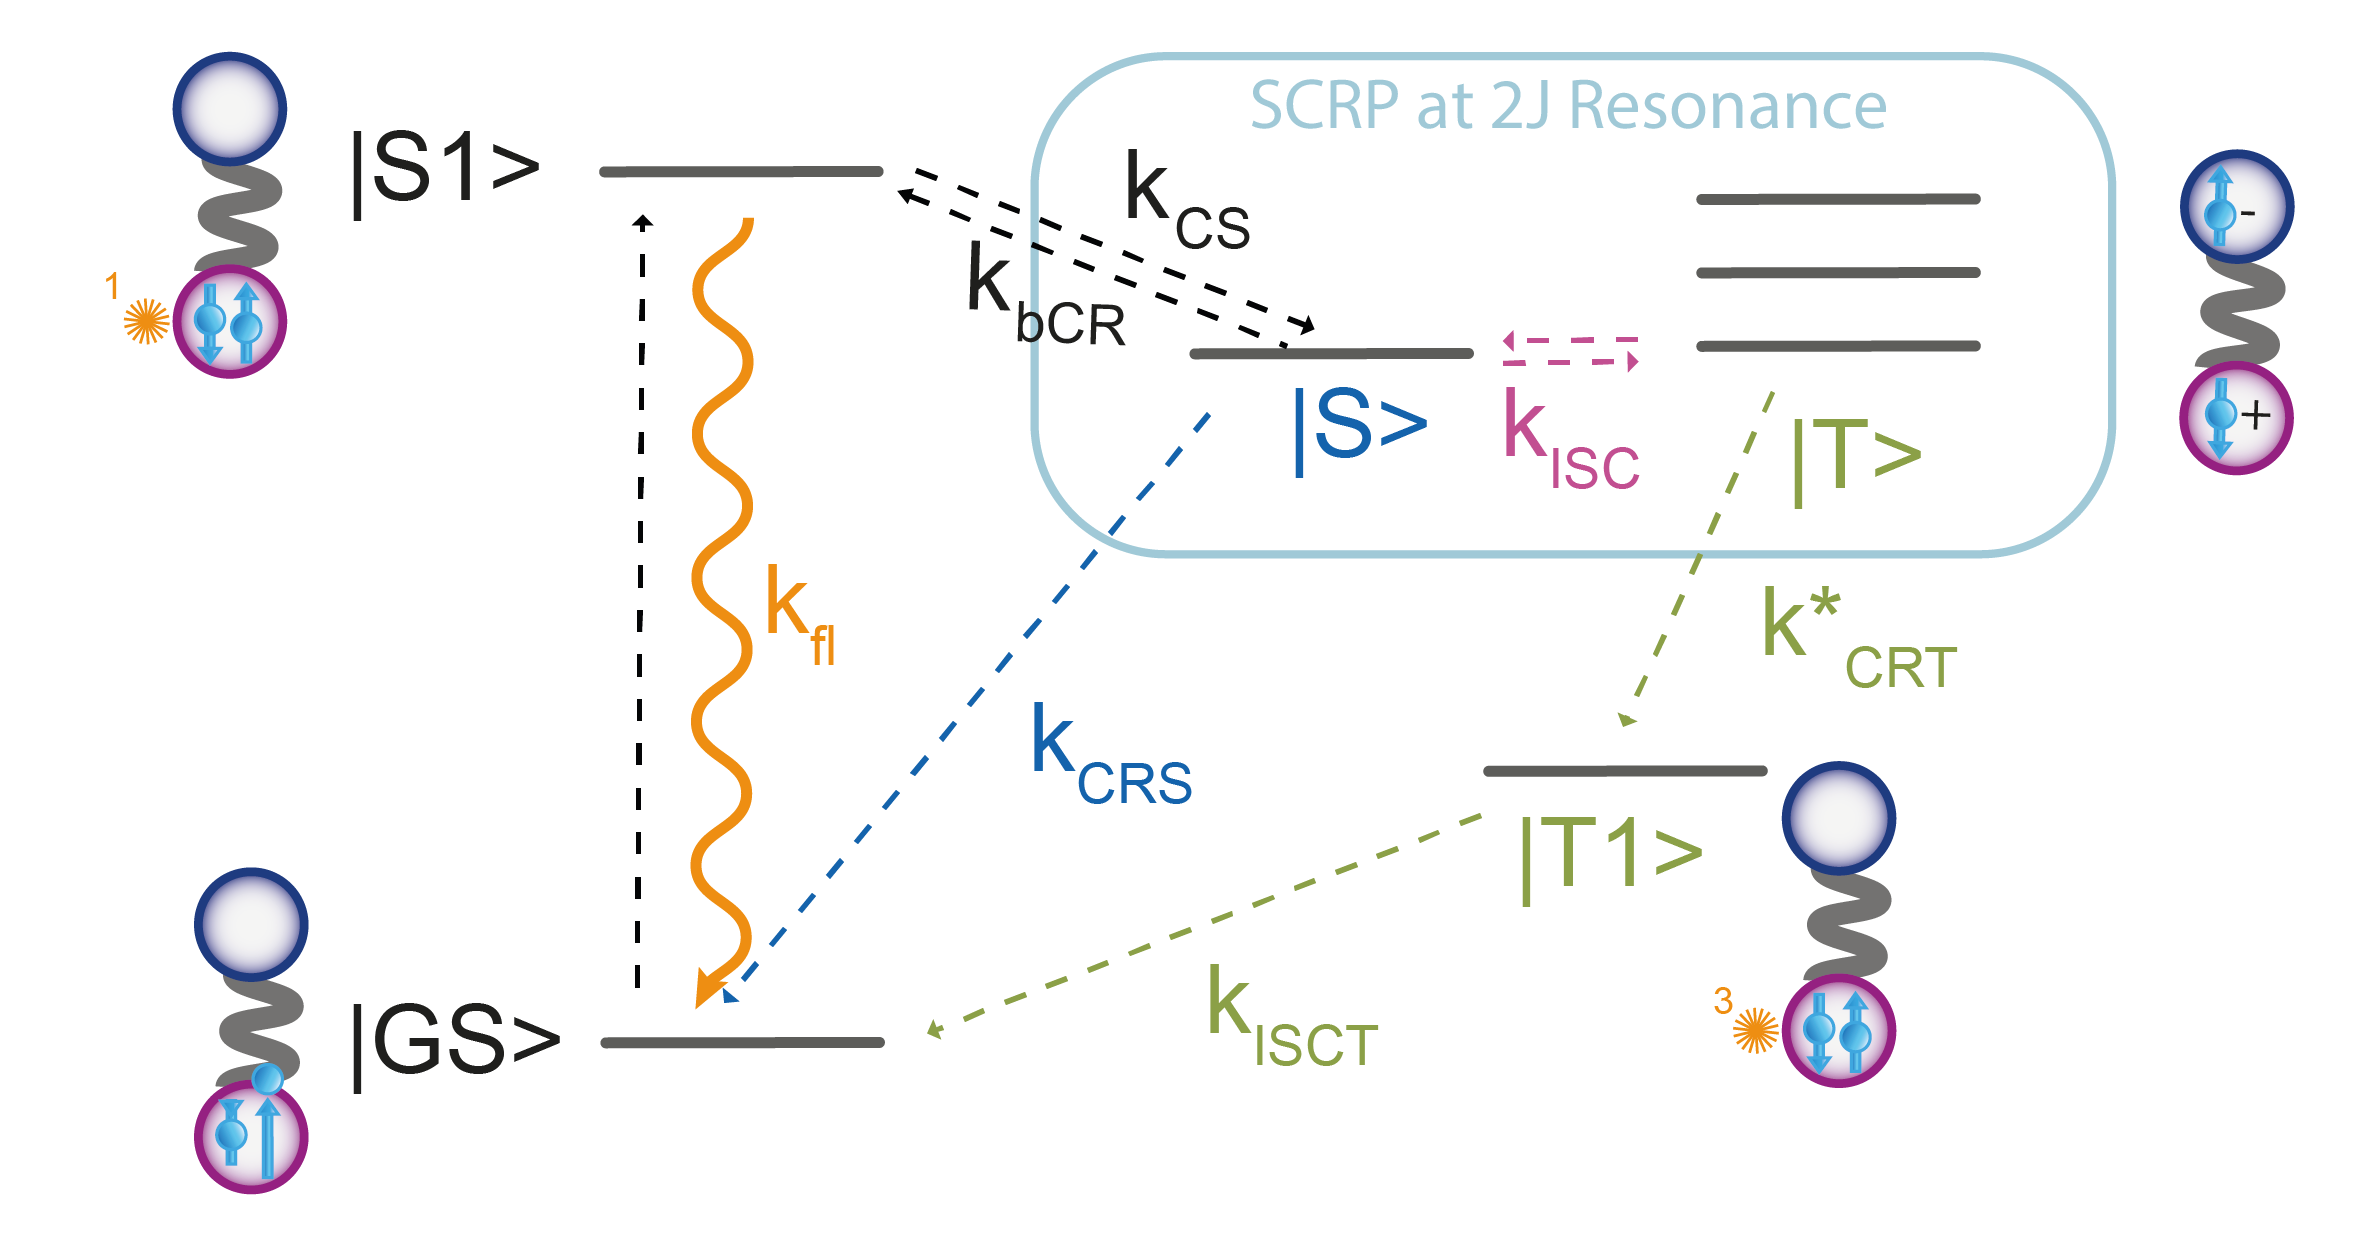 SCRP at 2J Resonance
|S1>
k_CS
-
k_bCR
1
|S>
k_ISC
|T>
+
k_fl
k*_CRT
k_CRS
|T1>
|GS>
k_ISCT
3